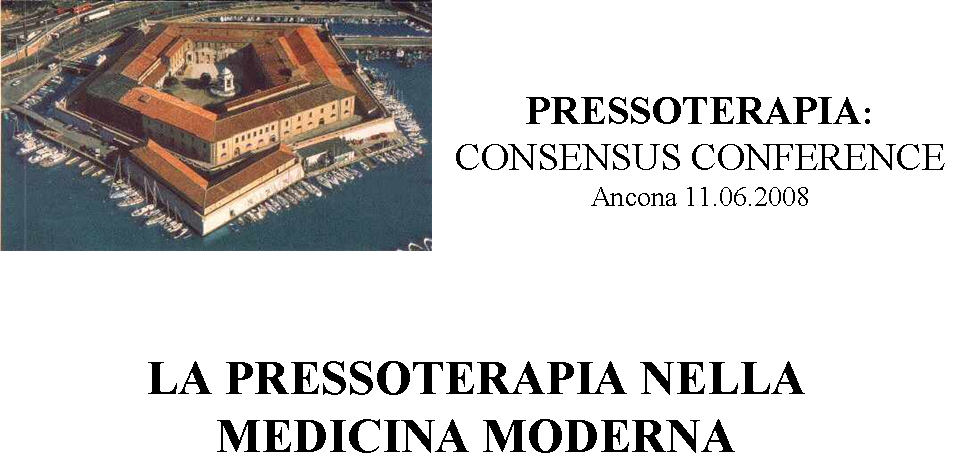 PRESSOTERAPIA:
CONSENSUS CONFERENCE
Ancona 11.06.2008
LA PRESSOTERAPIA NELLA
MEDICINA MODERNA